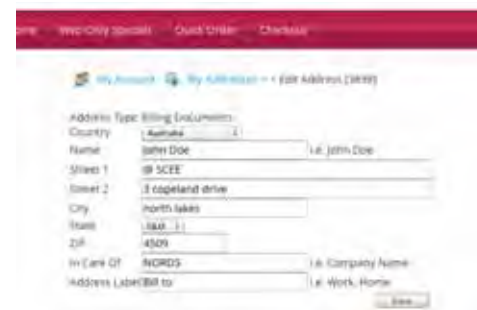 Web Only Specials Quick Order Checkout
My Account My Addresses Edit Address
Address Type Billing Documents
Country Australia
Name John Doe i.e. John Doe
Street 1 @ SCEE
Street 2 3 copeland drive
City north lakes
State
ZIP 4509
In Care Of NORDS i.e. Company Name
Address Label Bill to i.e. Work, Home
Save